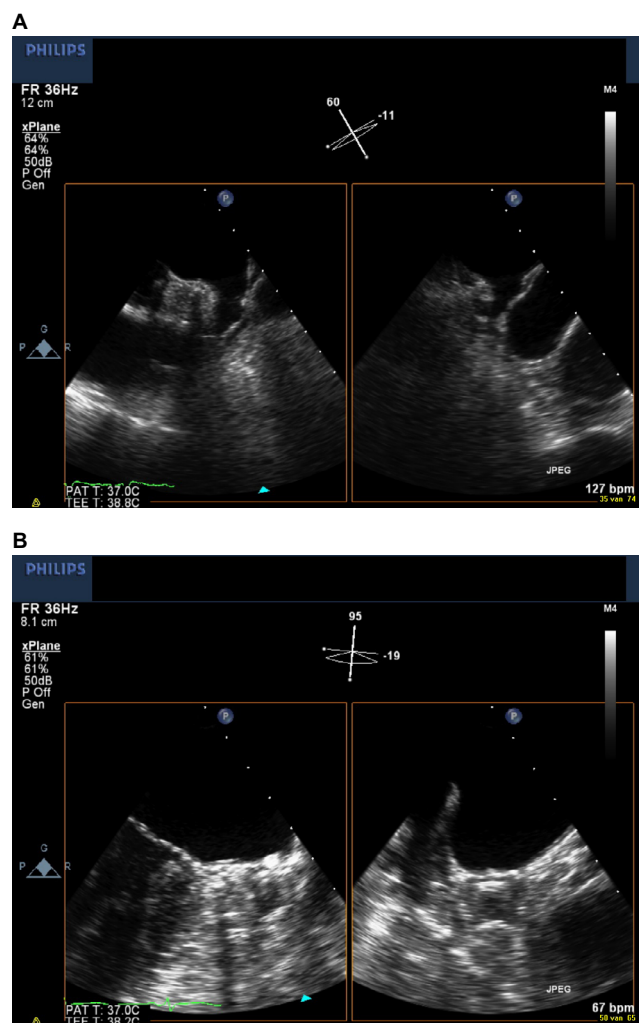 A
PHILIPS
FR 36Hz
12 cm
M4
60
-11
xPlane
64%
64%
50dB
P Off
Gen
P
P
G
P R
JPEG
PAT T: 37.0C
TEE T: 38.8C
127 bpm
35 van 74
B
PHILIPS
FR 36Hz
8.1 cm
M4
95
-19
xPlane
61%
61%
50dB
P Off
Gen
P
P
G
P R
JPEG
PAT T: 37.0C
TEE T: 38.2C
67 bpm
50 van 65